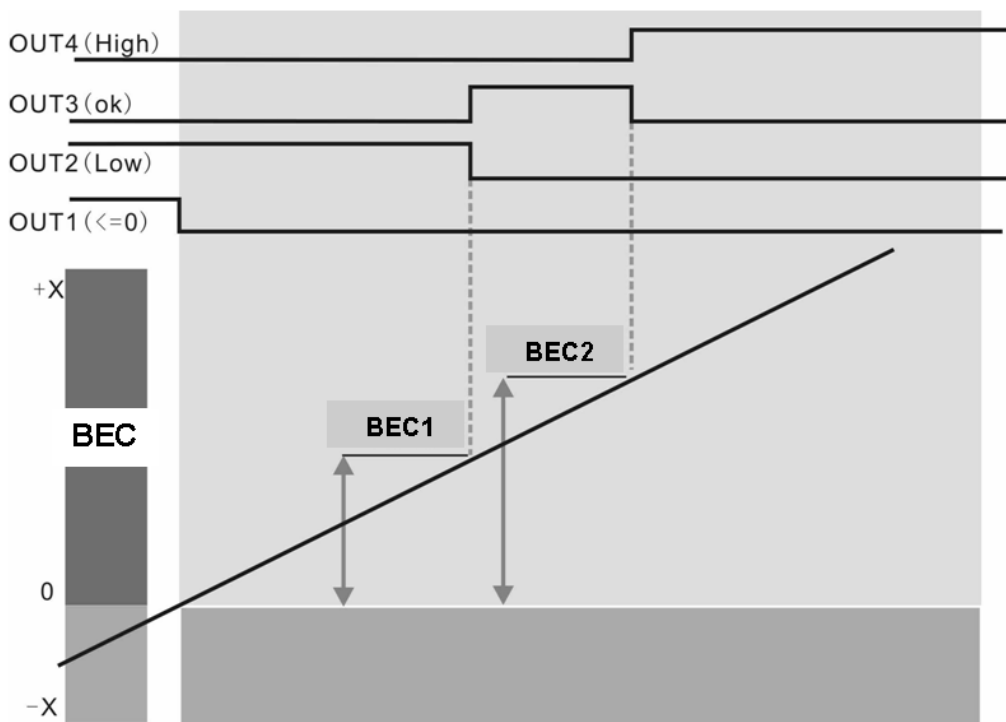 OUT4(High)
OUT3(ok)
OUT2(Low)
OUT1(<=0)
+X
BEC2
BEC1
BEC
0
-X